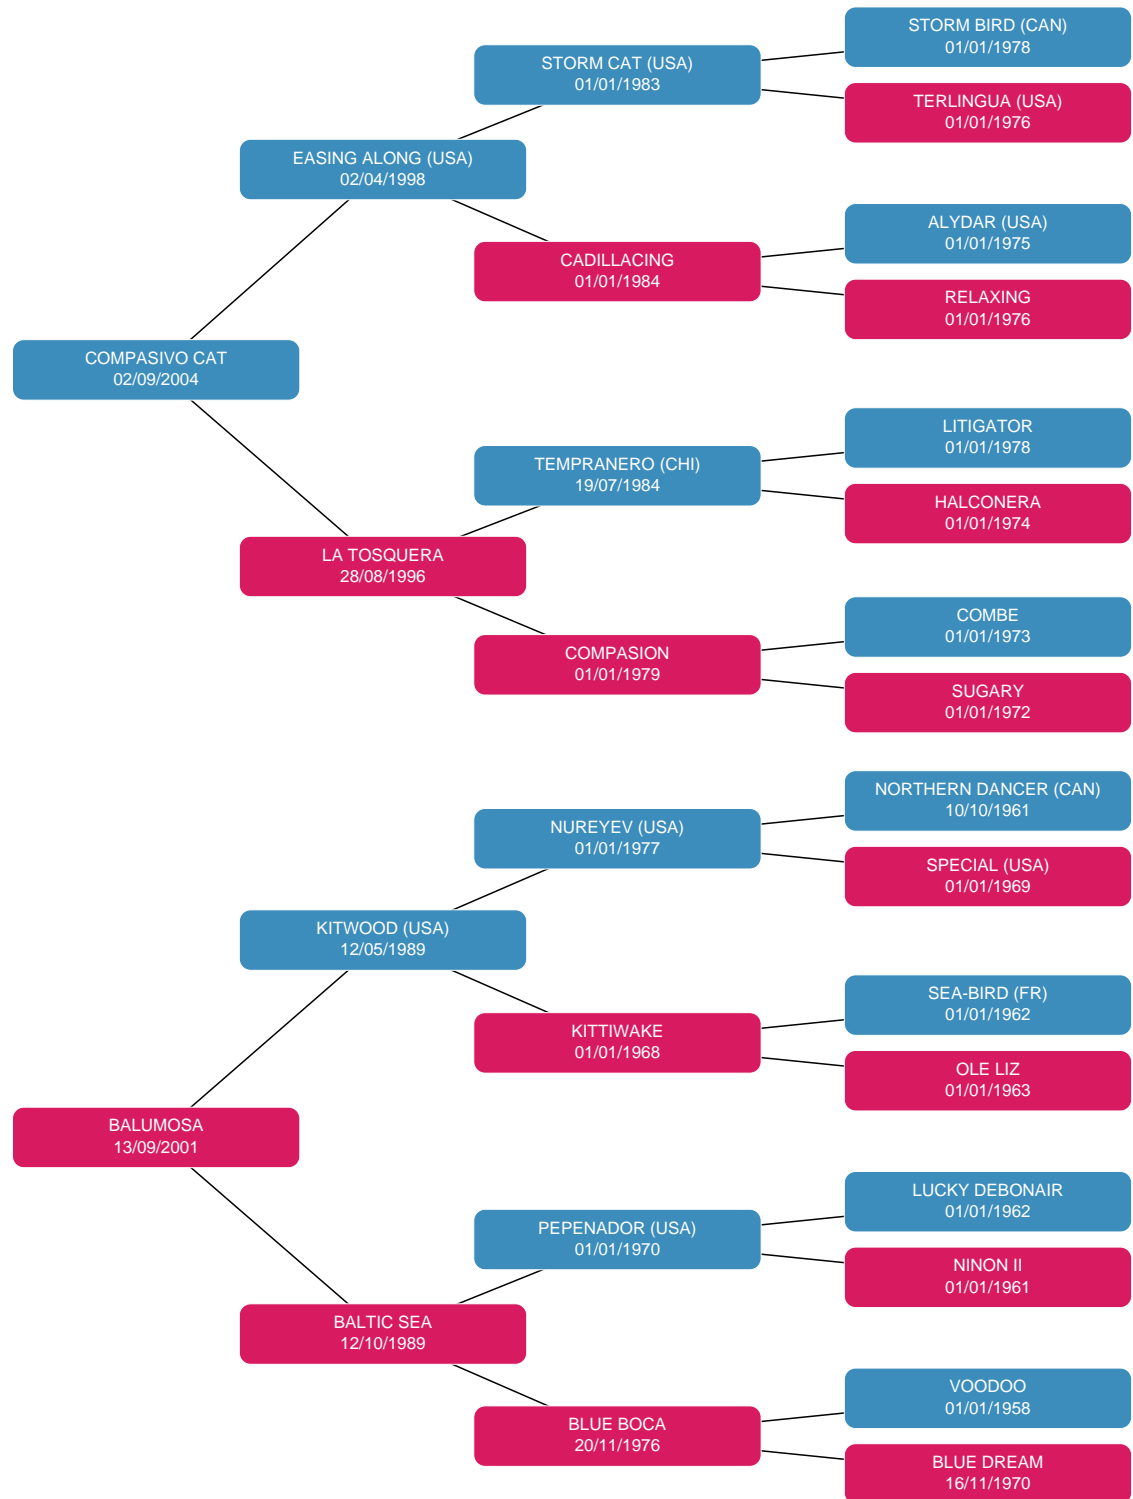 STORM BIRD (CAN)
01/01/1978
STORM CAT (USA)
01/01/1983
TERLINGUA (USA)
01/01/1976
EASING ALONG (USA)
02/04/1998
ALYDAR (USA)
01/01/1975
CADILLACING
01/01/1984
RELAXING
01/01/1976
COMPASIVO CAT
02/09/2004
LITIGATOR
01/01/1978
TEMPRANERO (CHI)
19/07/1984
HALCONERA
01/01/1974
LA TOSQUERA
28/08/1996
COMBE
01/01/1973
COMPASION
01/01/1979
SUGARY
01/01/1972
NORTHERN DANCER (CAN)
10/10/1961
NUREYEV (USA)
01/01/1977
SPECIAL (USA)
01/01/1969
KITWOOD (USA)
12/05/1989
SEA-BIRD (FR)
01/01/1962
KITTIWAKE
01/01/1968
OLE LIZ
01/01/1963
BALUMOSA
13/09/2001
LUCKY DEBONAIR
01/01/1962
PEPENADOR (USA)
01/01/1970
NINON II
01/01/1961
BALTIC SEA
12/10/1989
VOODOO
01/01/1958
BLUE BOCA
20/11/1976
BLUE DREAM
16/11/1970